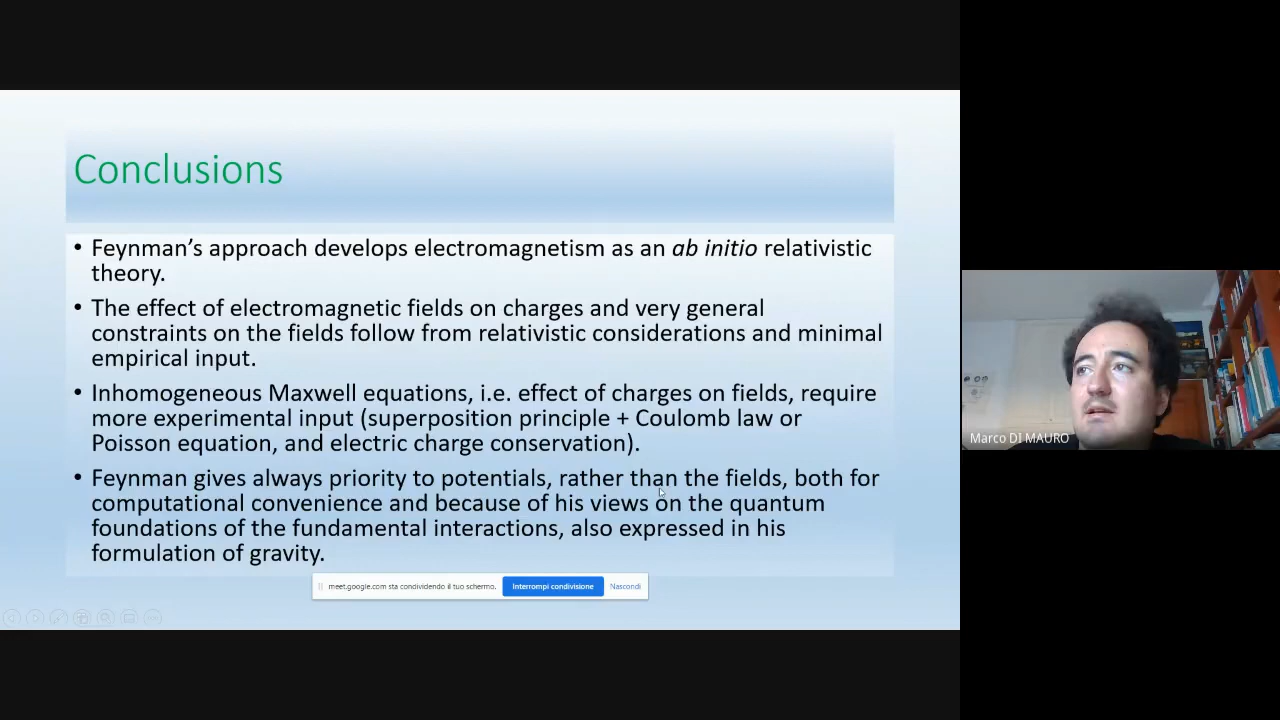 Conclusions
• Feynman’s approach develops electromagnetism as an ab initio relativistic
theory.
• The effect of electromagnetic fields on charges and very general
constraints on the fields follow from relativistic considerations and minimal
empirical input.
• Inhomogeneous Maxwell equations, i.e. effect of charges on fields, require
more experimental input (superposition principle + Coulomb law or
Poisson equation, and electric charge conservation).
• Feynman gives always priority to potentials, rather than the fields, both for
computational convenience and because of his views on the quantum
foundations of the fundamental interactions, also expressed in his
formulation of gravity.
meet.google.com sta condividendo il tuo schermo. Interrompi condivisione Nascondi
Marco DI MAURO